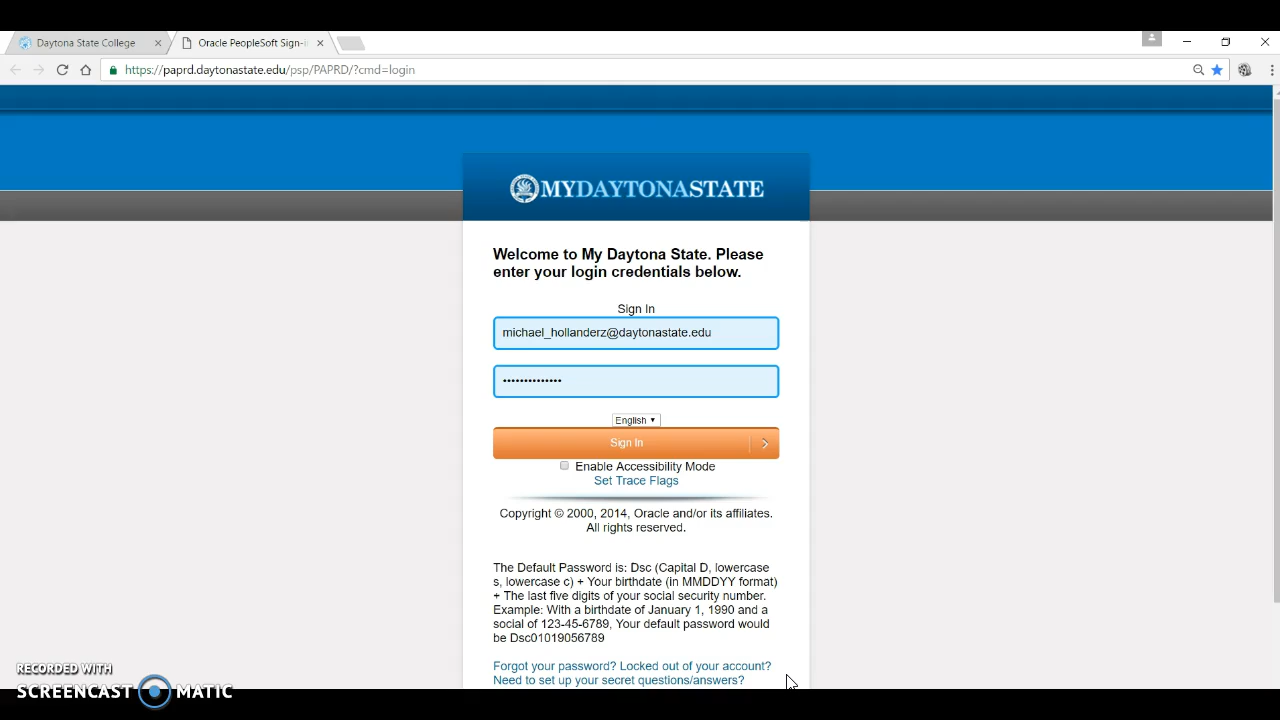 Daytona State College
Oracle PeopleSoft Sign-i
https://paprd.daytonastate.edu/psp/PAPRD/?cmd=login
MYDAYTONASTATE
Welcome to My Daytona State. Please
enter your login credentials below.
Sign In
michael_hollanderz@daytonastate.edu
••••••••••••••
English
Sign In
Enable Accessibility Mode
Set Trace Flags
Copyright © 2000, 2014, Oracle and/or its affiliates.
All rights reserved.
The Default Password is: Dsc (Capital D, lowercase
s, lowercase c) + Your birthdate (in MMDDYY format)
+ The last five digits of your social security number.
Example: With a birthdate of January 1, 1990 and a
social of 123-45-6789, Your default password would
be Dsc01019056789
Forgot your password? Locked out of your account?
Need to set up your secret questions/answers?
RECORDED WITH
SCREENCAST MATIC